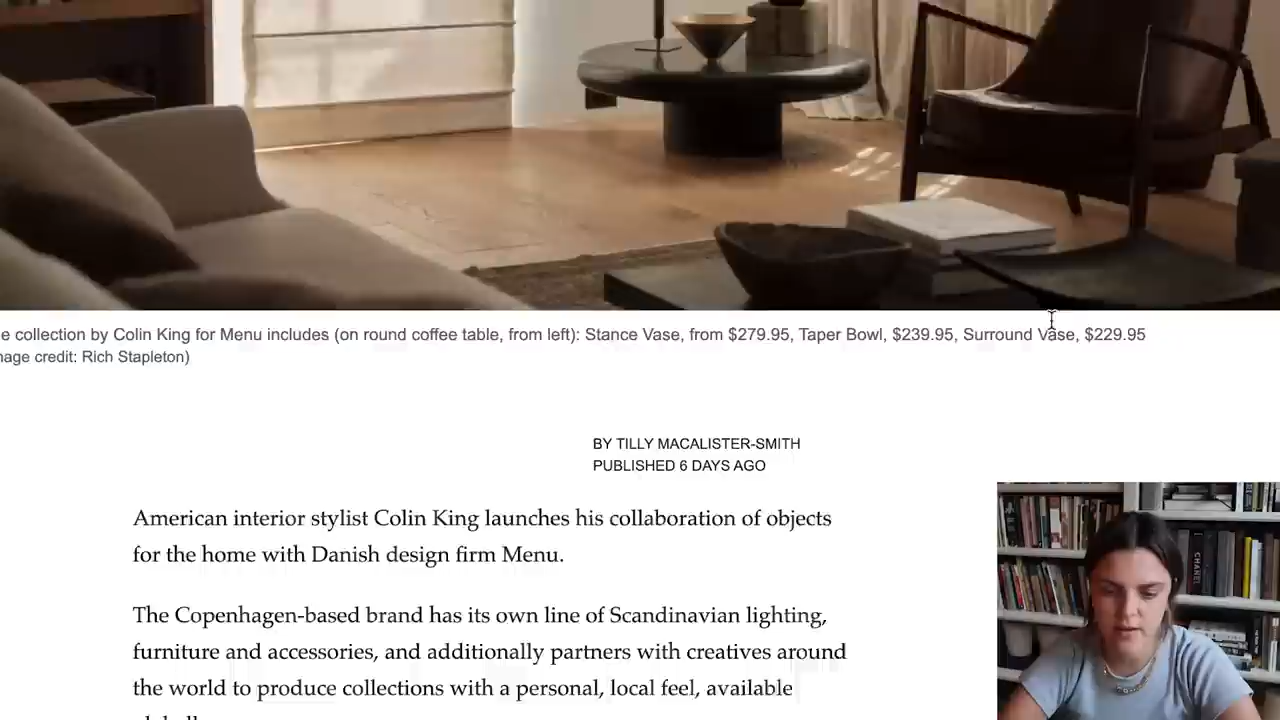 e collection by Colin King for Menu includes (on round coffee table, from left): Stance Vase, from $279.95, Taper Bowl, $239.95, Surround Vase, $229.95
nage credit: Rich Stapleton)
BY TILLY MACALISTER-SMITH
PUBLISHED 6 DAYS AGO
American interior stylist Colin King launches his collaboration of objects
for the home with Danish design firm Menu.
The Copenhagen-based brand has its own line of Scandinavian lighting,
furniture and accessories, and additionally partners with creatives around
the world to produce collections with a personal, local feel, available
CHANEL